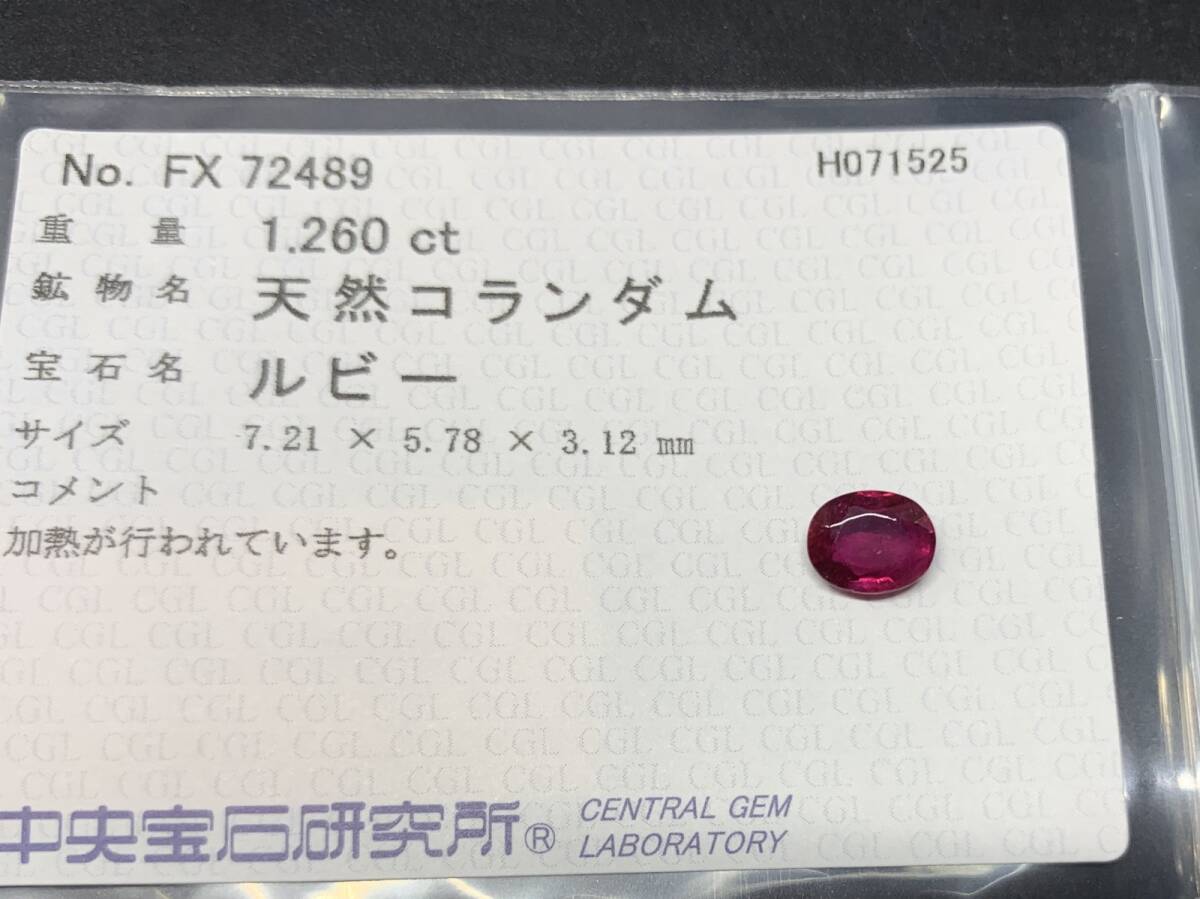 No. FX 72489
H071525
重 量 1.260 ct
鉱 物 名 天然コランダム
宝 石 名 ルビー
サイズ 7.21 × 5.78 × 3.12 mm
コメント
加熱が行われています。
中央宝石研究所® CENTRAL GEM
LABORATORY